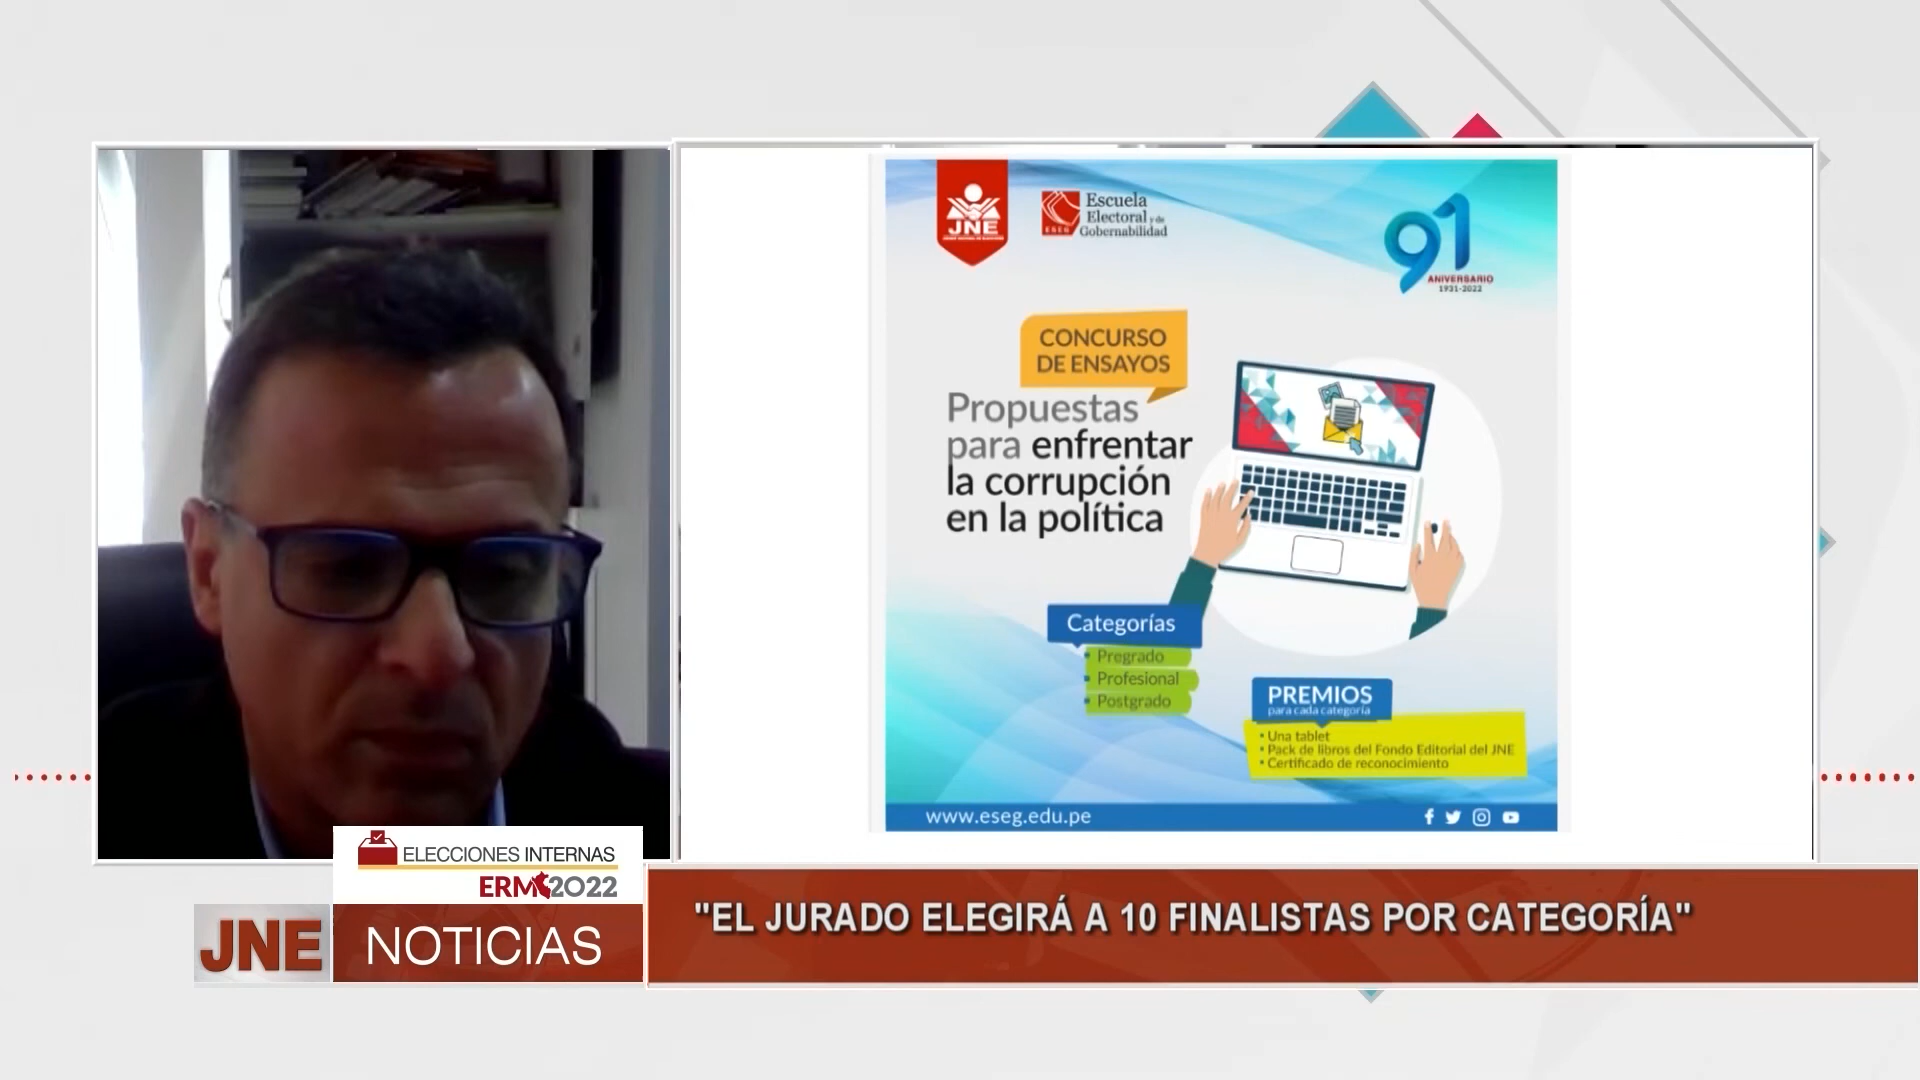 JNE
ESEG
Escuela
Electoral y de
Gobernabilidad
91
ANIVERSARIO
1931-2022
CONCURSO
DE ENSAYOS
Propuestas
para enfrentar
la corrupción
en la política
Categorías
• Pregrado
• Profesional
• Postgrado
PREMIOS
para cada categoría
• Una tablet
• Pack de libros del Fondo Editorial del JNE
• Certificado de reconocimiento
www.eseg.edu.pe
ELECCIONES INTERNAS
ERM 2022
JNE NOTICIAS
"EL JURADO ELEGIRÁ A 10 FINALISTAS POR CATEGORÍA"